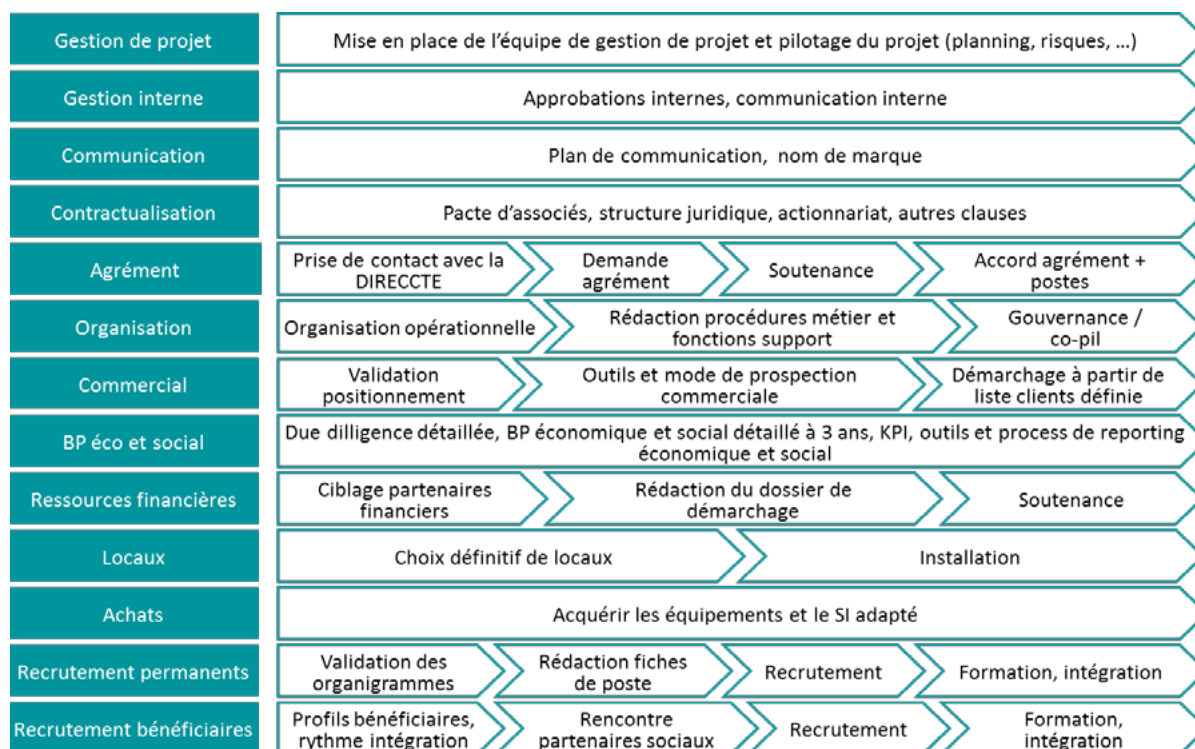 Gestion de projet
Mise en place de l’équipe de gestion de projet et pilotage du projet (planning, risques, …)
Gestion interne
Approbations internes, communication interne
Communication
Plan de communication, nom de marque
Contractualisation
Pacte d’associés, structure juridique, actionnariat, autres clauses
Agrément
Prise de contact avec la
DIRECCTE
Demande
agrément
Soutenance
Accord agrément +
postes
Organisation
Organisation opérationnelle
Rédaction procédures métier et
fonctions support
Gouvernance /
co-pil
Commercial
Validation
positionnement
Outils et mode de prospection
commerciale
Démarchage à partir de
liste clients définie
BP éco et social
Due dilligence détaillée, BP économique et social détaillé à 3 ans, KPI, outils et process de reporting
économique et social
Ressources financières
Ciblage partenaires
financiers
Rédaction du dossier de
démarchage
Soutenance
Locaux
Choix définitif de locaux
Installation
Achats
Acquérir les équipements et le SI adapté
Recrutement permanents
Validation des
organigrammes
Rédaction fiches
de poste
Recrutement
Formation, intégration
Recrutement bénéficiaires
Profils bénéficiaires,
rythme intégration
Rencontre
partenaires sociaux
Recrutement
Formation,
intégration